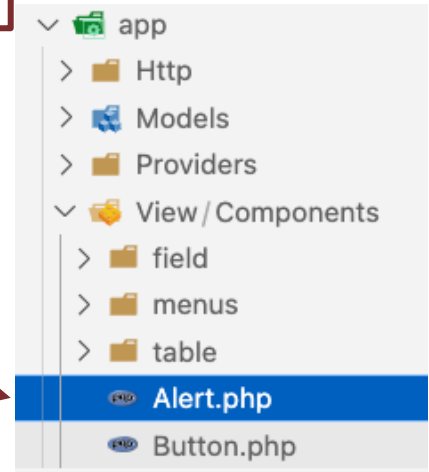 app
Http
Models
Providers
View/Components
field
menus
table
Alert.php
Button.php